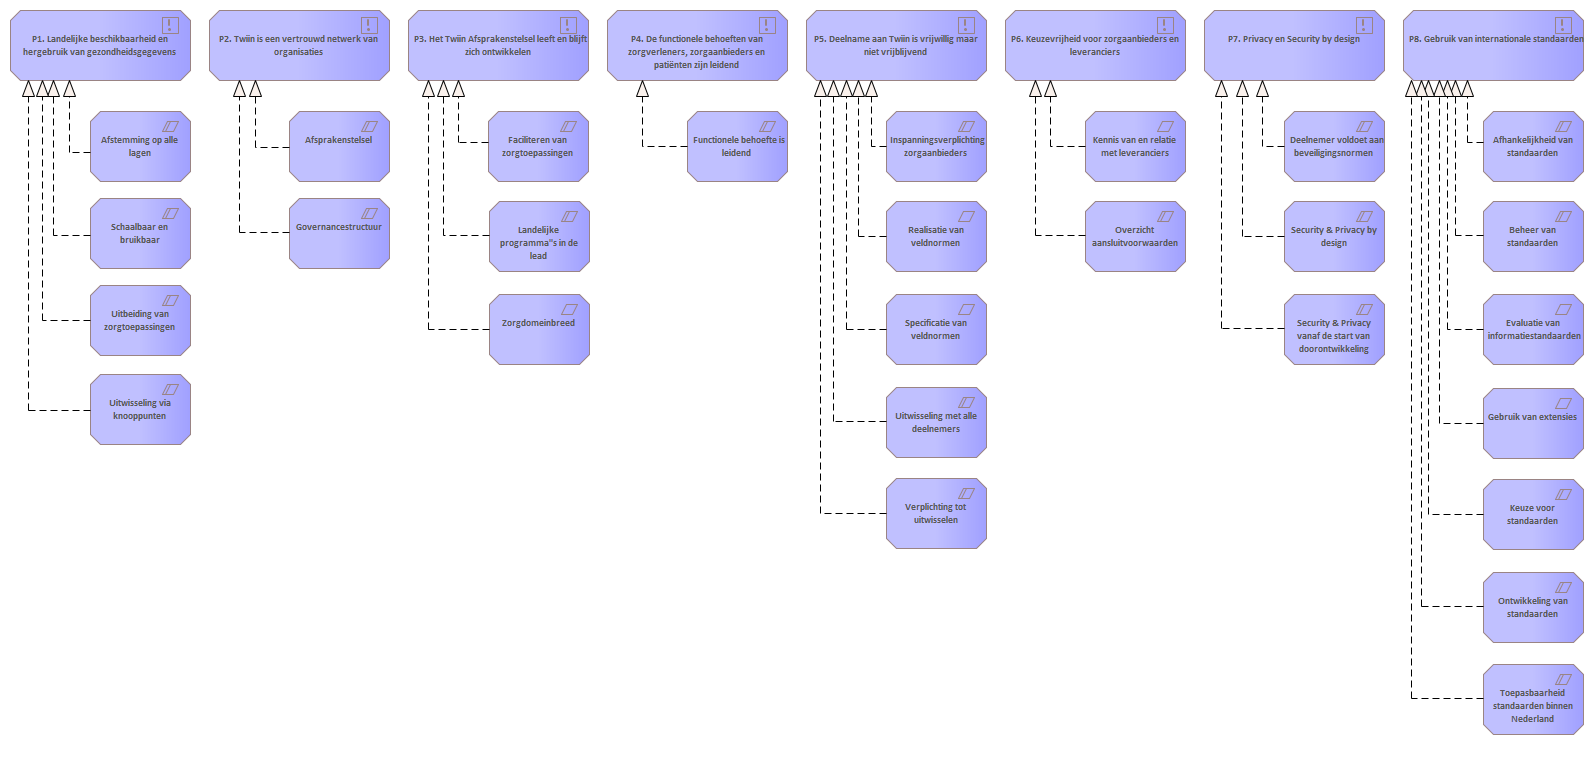 P1. Landelijke beschikbaarheid en
hergebruik van gezondheidsgegevens
Afstemming op alle
lagen
Schaalbaar en
bruikbaar
Uitbeiding van
zorgtoepassingen
Uitwisseling via
knooppunten
P2. Twiin is een vertrouwd netwerk van
organisaties
Afsprakenstelsel
Governancestructuur
P3. Het Twiin Afsprakenstelsel leeft en blijft
zich ontwikkelen
Faciliteren van
zorgtoepassingen
Landelijke
programma"s in de
lead
Zorgdomeinbreed
P4. De functionele behoeften van
zorgverleners, zorgaanbieders en
patiënten zijn leidend
Functionele behoefte is
leidend
P5. Deelname aan Twiin is vrijwillig maar
niet vrijblijvend
Inspanningsverplichting
zorgaanbieders
Realisatie van
veldnormen
Specificatie van
veldnormen
Uitwisseling met alle
deelnemers
Verplichting tot
uitwisselen
P6. Keuzevrijheid voor zorgaanbieders en
leveranciers
Kennis van en relatie
met leveranciers
Overzicht
aansluitvoorwaarden
P7. Privacy en Security by design
Deelnemer voldoet aan
beveiligingsnormen
Security & Privacy by
design
Security & Privacy
vanaf de start van
doorontwikkeling
P8. Gebruik van internationale standaarden
Afhankelijkheid van
standaarden
Beheer van
standaarden
Evaluatie van
informatiestandaarden
Gebruik van extensies
Keuze voor
standaarden
Ontwikkeling van
standaarden
Toepasbaarheid
standaarden binnen
Nederland